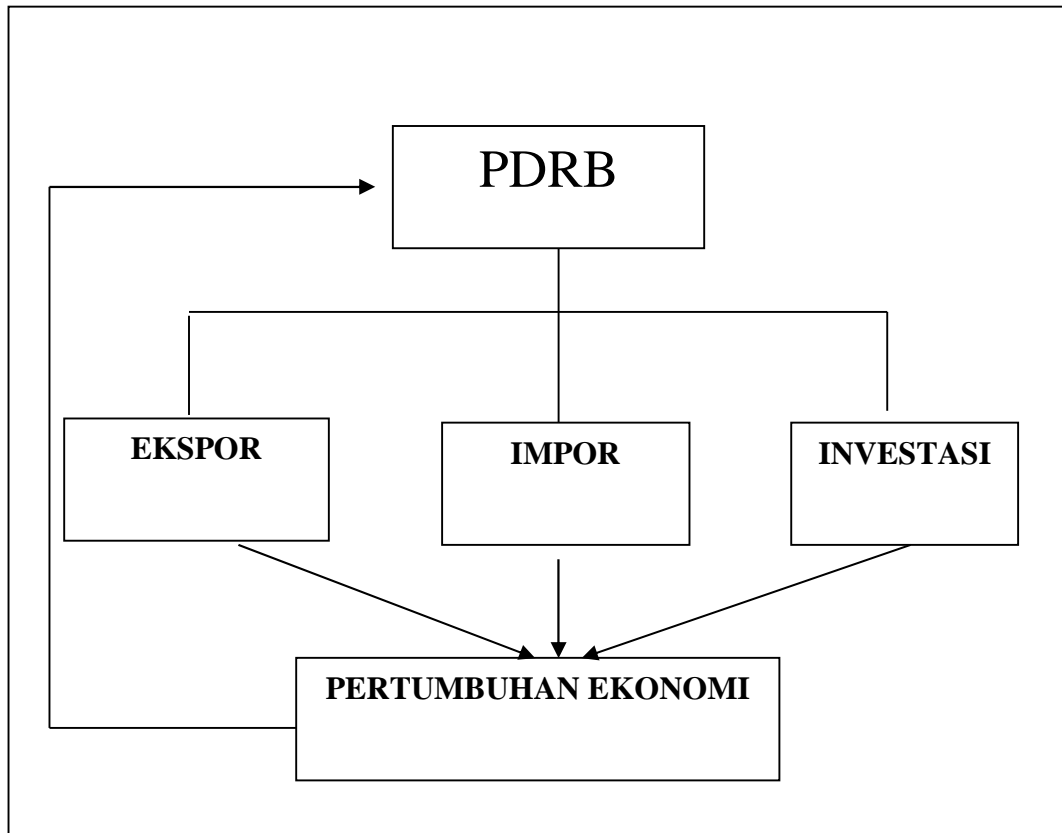 PDRB
EKSPOR
IMPOR
INVESTASI
PERTUMBUHAN EKONOMI